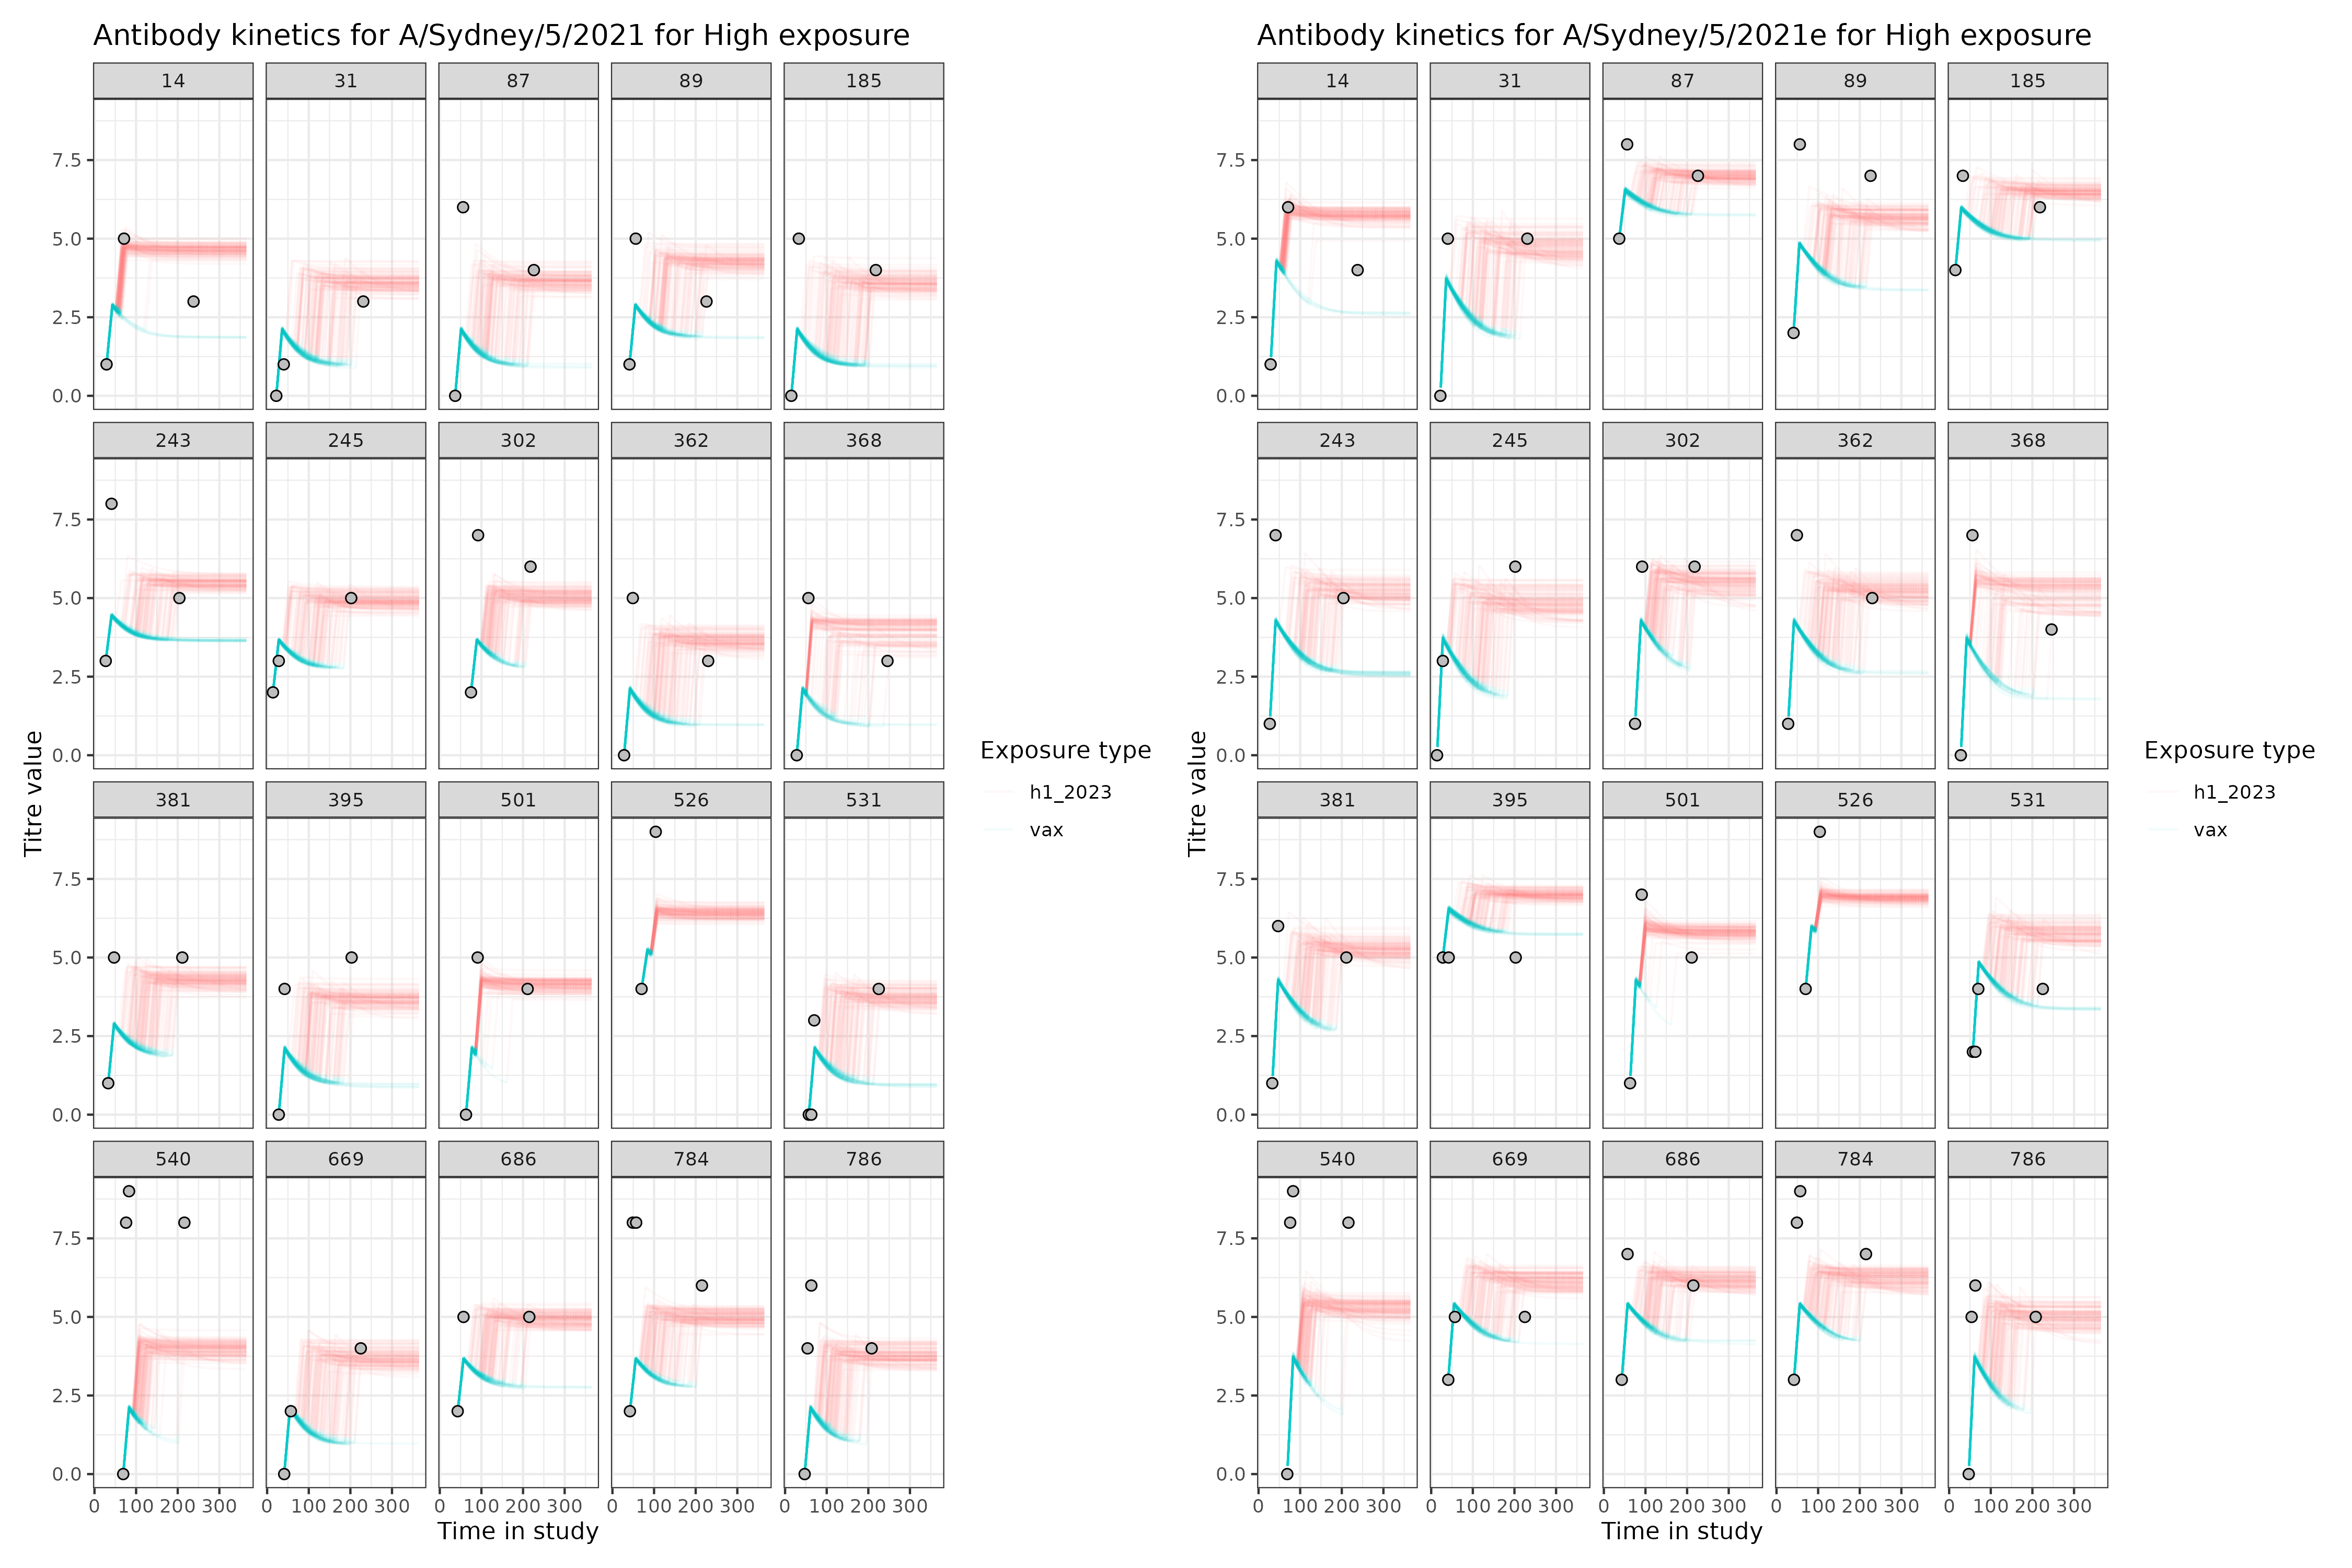 Antibody kinetics for A/Sydney/5/2021 for High exposure
14 31 87 89 185
7.5
5.0
2.5
0.0
243 245 302 362 368
7.5
5.0
2.5
0.0
381 395 501 526 531
7.5
5.0
2.5
0.0
540 669 686 784 786
7.5
5.0
2.5
0.0
0 100 200 300 0 100 200 300 0 100 200 300 0 100 200 300 0 100 200 300
Time in study
Titre value
Exposure type
h1_2023
vax
Antibody kinetics for A/Sydney/5/2021e for High exposure
14 31 87 89 185
7.5
5.0
2.5
0.0
243 245 302 362 368
7.5
5.0
2.5
0.0
381 395 501 526 531
7.5
5.0
2.5
0.0
540 669 686 784 786
7.5
5.0
2.5
0.0
0 100 200 300 0 100 200 300 0 100 200 300 0 100 200 300 0 100 200 300
Time in study
Titre value
Exposure type
h1_2023
vax